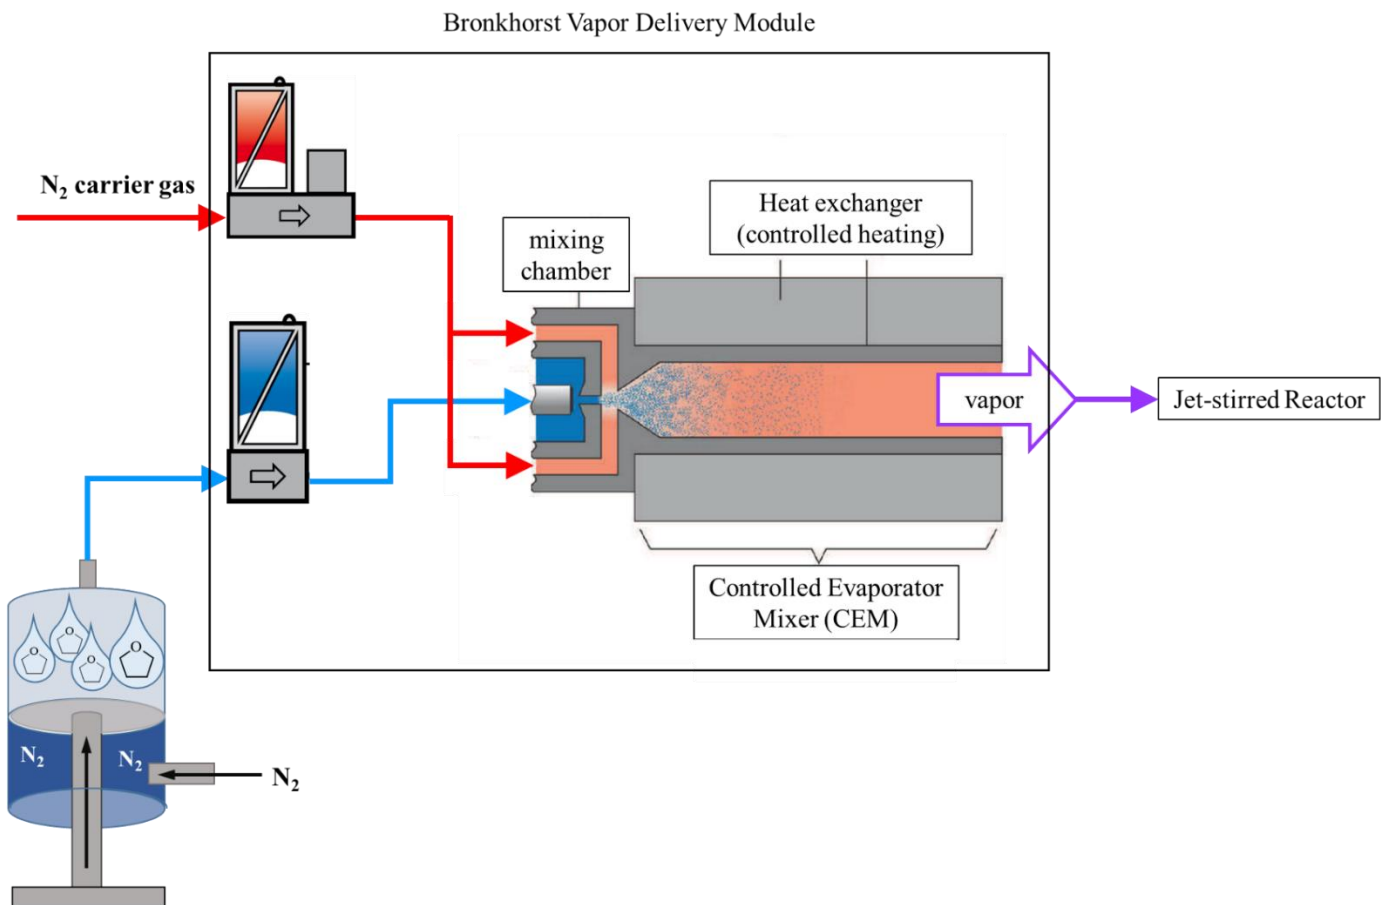 Bronkhorst Vapor Delivery Module
N₂ carrier gas
mixing
chamber
Heat exchanger
(controlled heating)
vapor
Jet-stirred Reactor
Controlled Evaporator
Mixer (CEM)
O
O
O
O
N₂
N₂
N₂